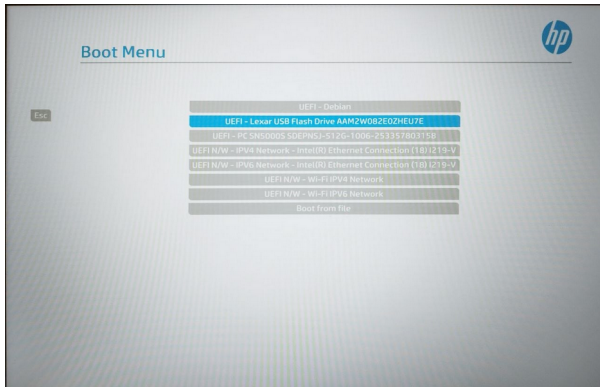 hp
Boot Menu
Esc
UEFI - Debian
UEFI - Lexar USB Flash Drive AAM2W082E0ZHEU7E
UEFI - PC SN5000S SDEPNSJ-512G-1006-253357803158
UEFI N/W - IPV4 Network - Intel(R) Ethernet Connection (18) I219-V
UEFI N/W - IPV6 Network - Intel(R) Ethernet Connection (18) I219-V
UEFI N/W - Wi-Fi IPV4 Network
UEFI N/W - Wi-Fi IPV6 Network
Boot from file